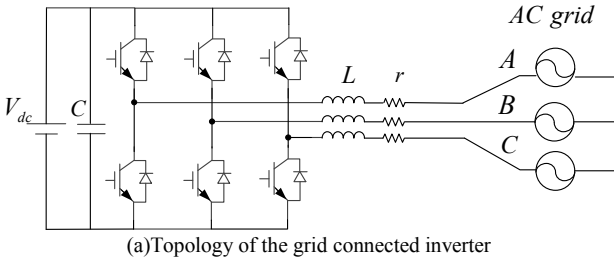 AC grid
A
L
r
B
V_dc
C
C
(a)Topology of the grid connected inverter